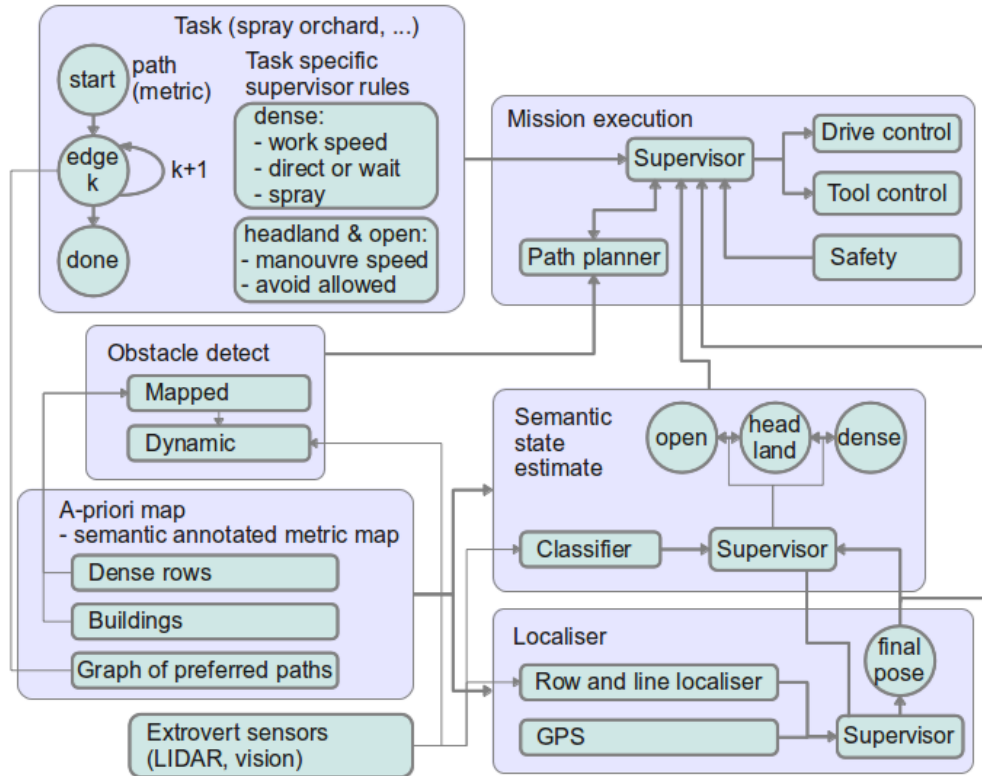 Task (spray orchard, ...)
start
path
(metric)
edge
k
k+1
done
Task specific
supervisor rules
dense:
- work speed
- direct or wait
- spray
headland & open:
- manouvre speed
- avoid allowed
Mission execution
Supervisor
Drive control
Tool control
Path planner
Safety
Obstacle detect
Mapped
Dynamic
Semantic
state
estimate
open
head
land
dense
Classifier
Supervisor
A-priori map
- semantic annotated metric map
Dense rows
Buildings
Graph of preferred paths
Localiser
Row and line localiser
GPS
final
pose
Supervisor
Extrovert sensors
(LIDAR, vision)